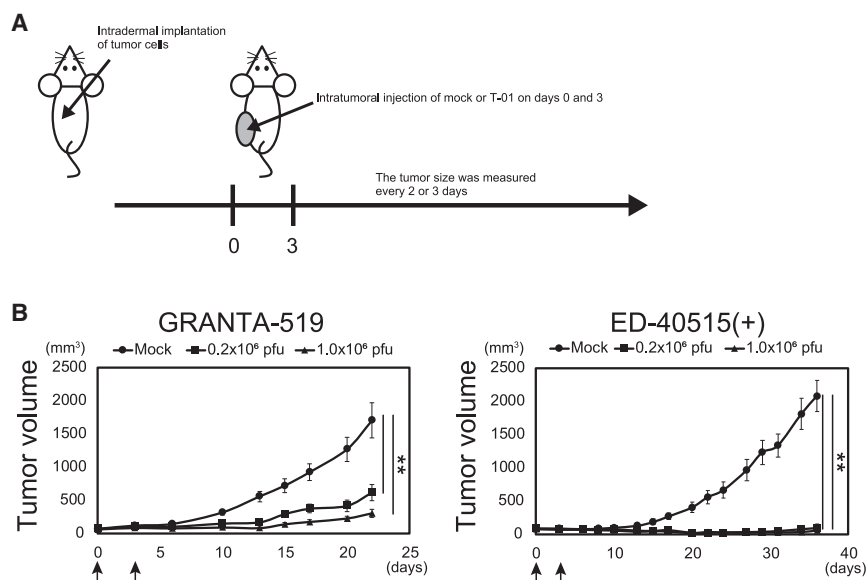 A
Intradermal implantation
of tumor cells
Intratumoral injection of mock or T-01 on days 0 and 3
The tumor size was measured
every 2 or 3 days
0
3
B
GRANTA-519
(mm³)
Mock 0.2x10⁶ pfu 1.0x10⁶ pfu
Tumor volume
2500
2000
1500
1000
500
0
0 5 10 15 20 25
(days)
**
ED-40515(+)
(mm³)
Mock 0.2x10⁶ pfu 1.0x10⁶ pfu
Tumor volume
2500
2000
1500
1000
500
0
0 10 20 30 40
(days)
**